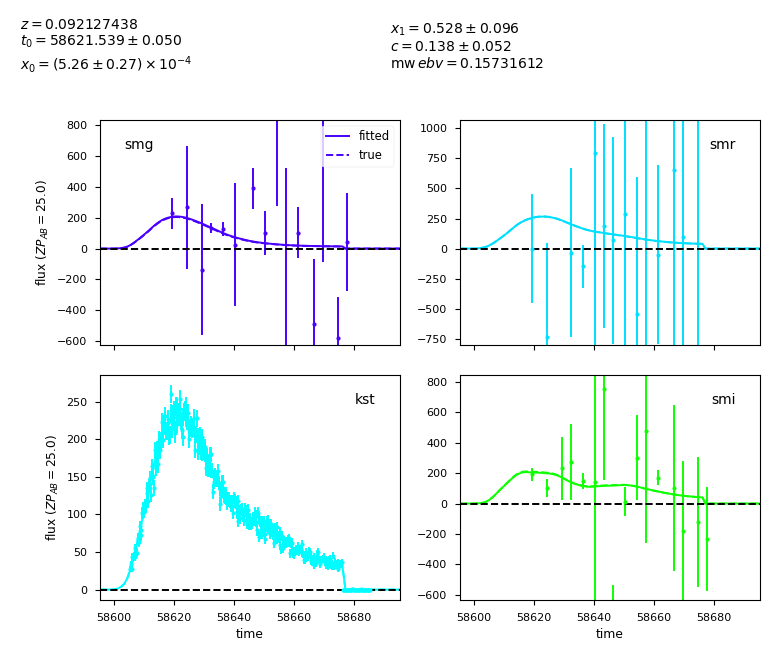 z = 0.092127438
t₀ = 58621.539 ± 0.050
x₀ = (5.26 ± 0.27) × 10⁻⁴
x₁ = 0.528 ± 0.096
c = 0.138 ± 0.052
mw ebv = 0.15731612
800
600
400
200
0
−200
−400
−600
flux (ZP_AB = 25.0)
smg
fitted
true
1000
750
500
250
0
−250
−500
−750
smr
250
200
150
100
50
0
flux (ZP_AB = 25.0)
kst
58600
58620
58640
58660
58680
time
800
600
400
200
0
−200
−400
−600
smi
58600
58620
58640
58660
58680
time